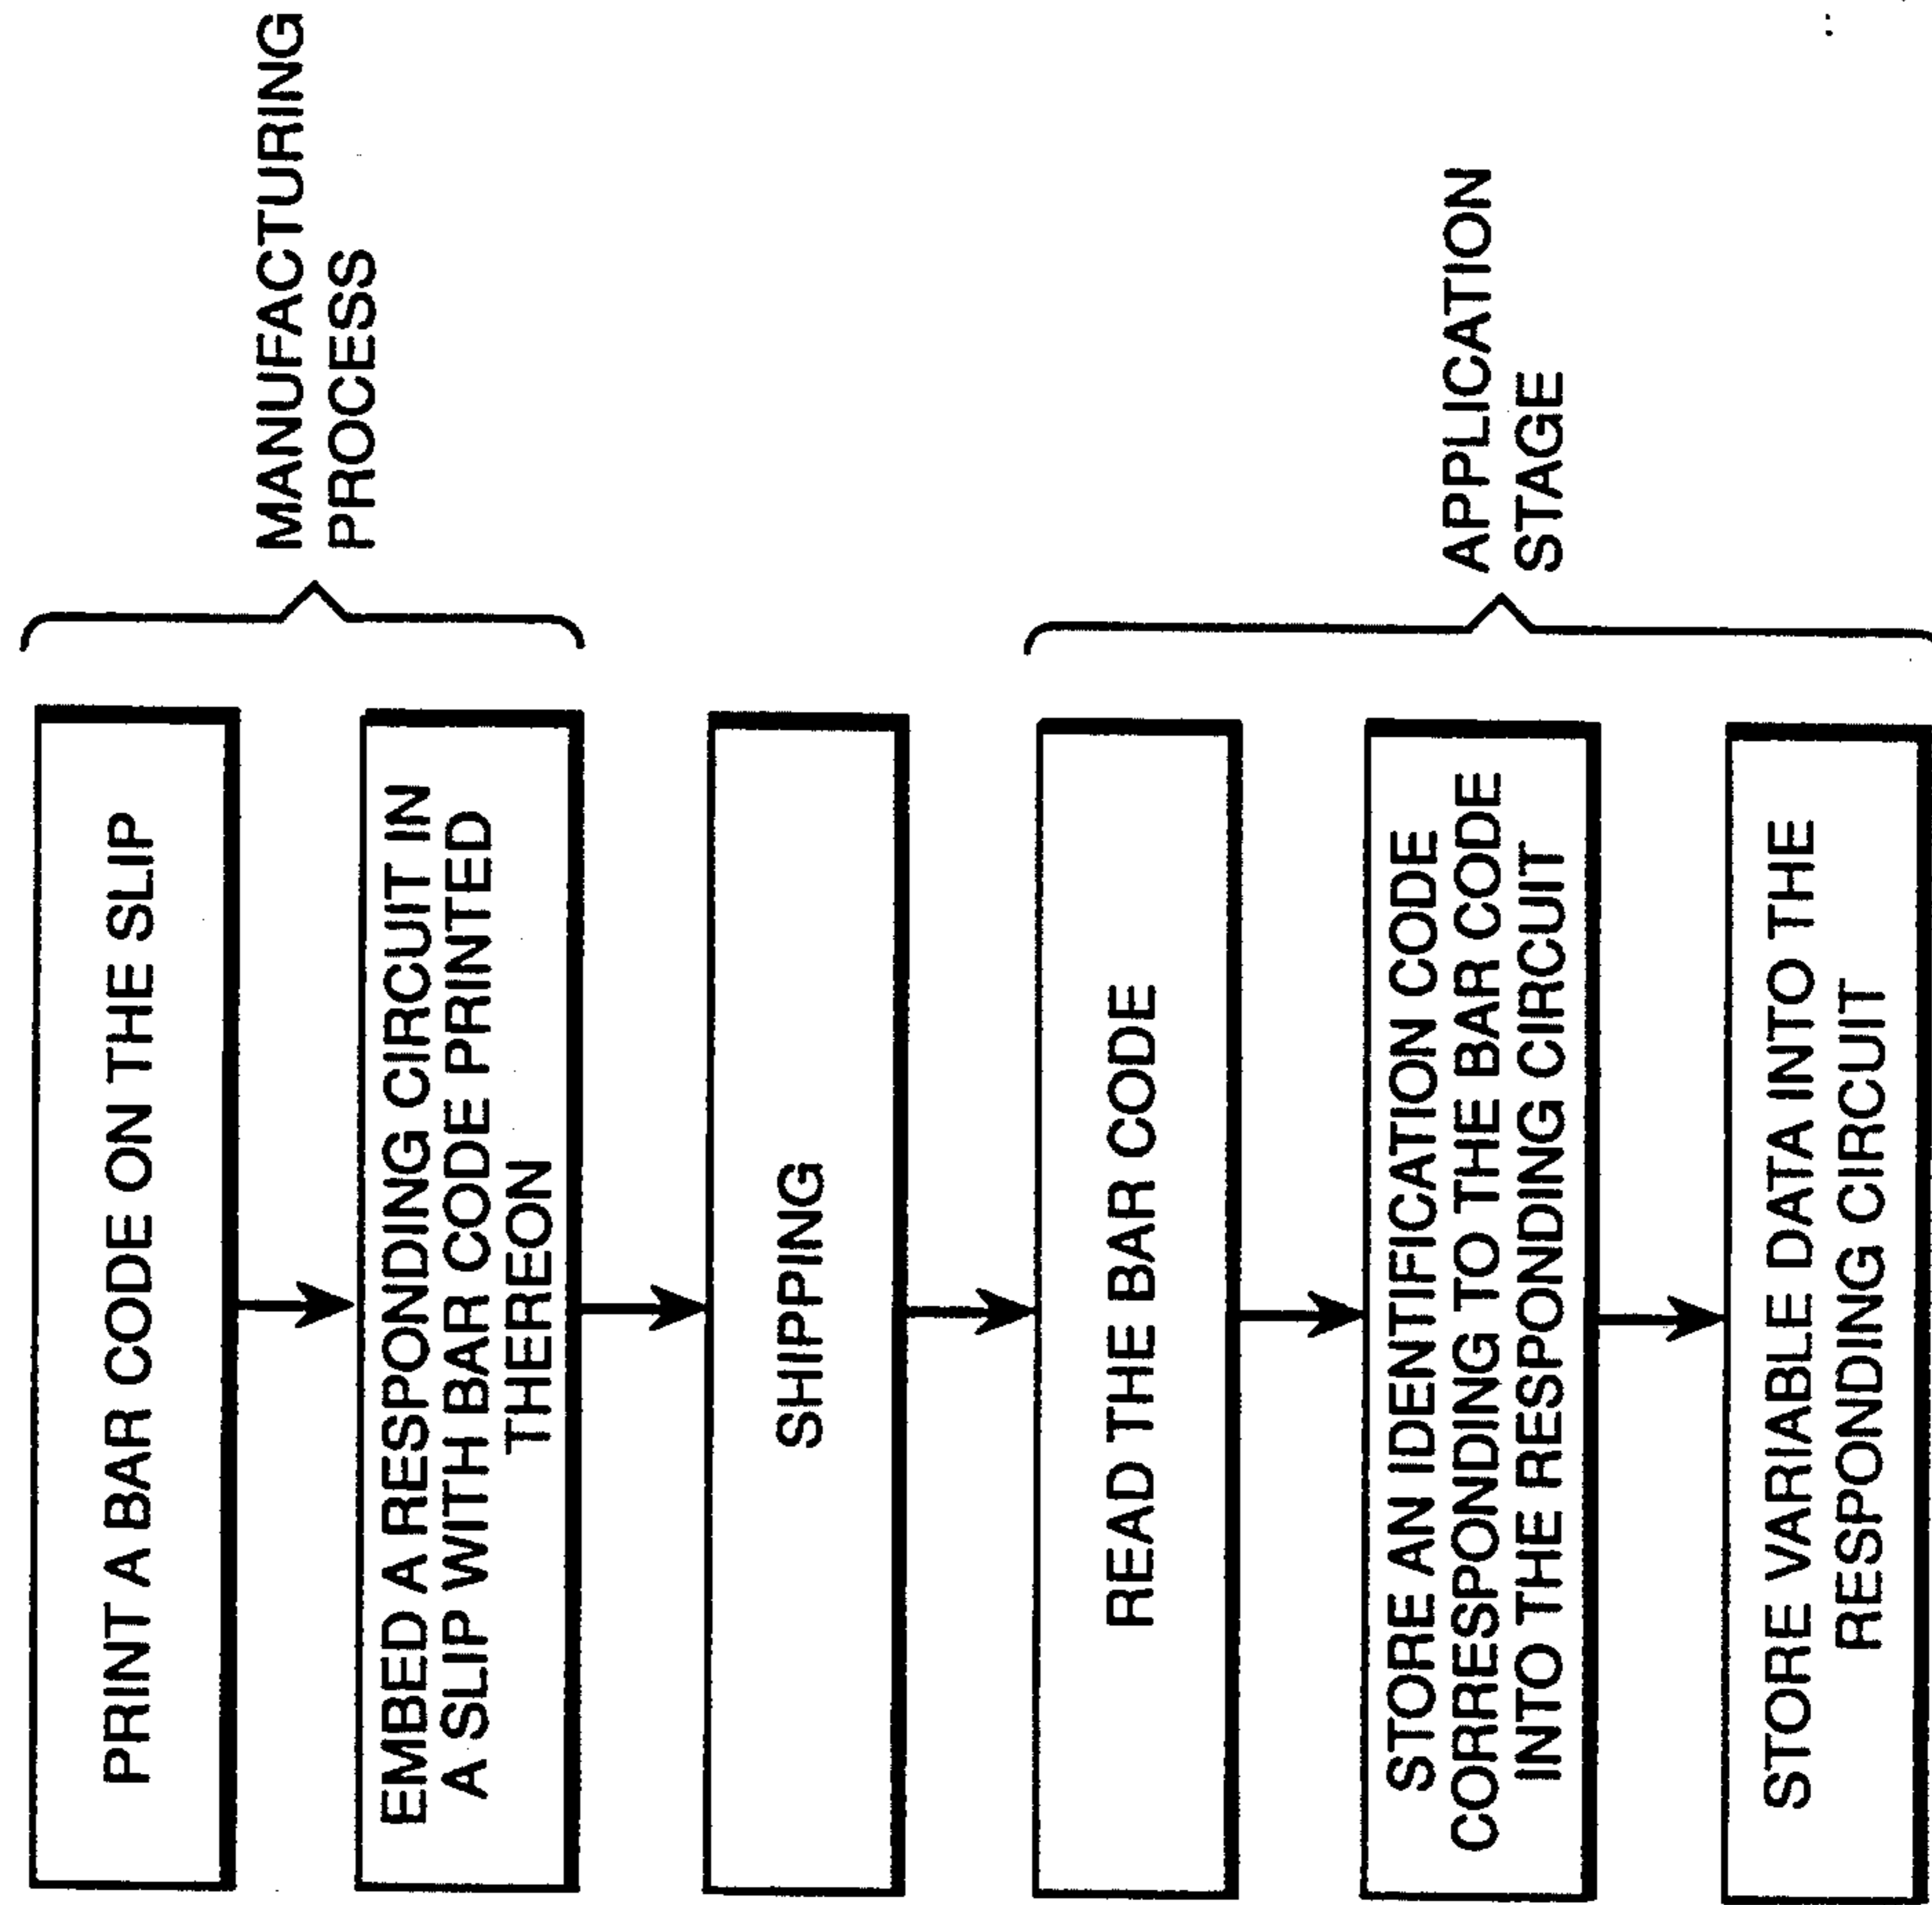 PRINT A BAR CODE ON THE SLIP
EMBED A RESPONDING CIRCUIT IN
A SLIP WITH BAR CODE PRINTED
THEREON
MANUFACTURING
PROCESS
SHIPPING
READ THE BAR CODE
STORE AN IDENTIFICATION CODE
CORRESPONDING TO THE BAR CODE
INTO THE RESPONDING CIRCUIT
STORE VARIABLE DATA INTO THE
RESPONDING CIRCUIT
APPLICATION
STAGE